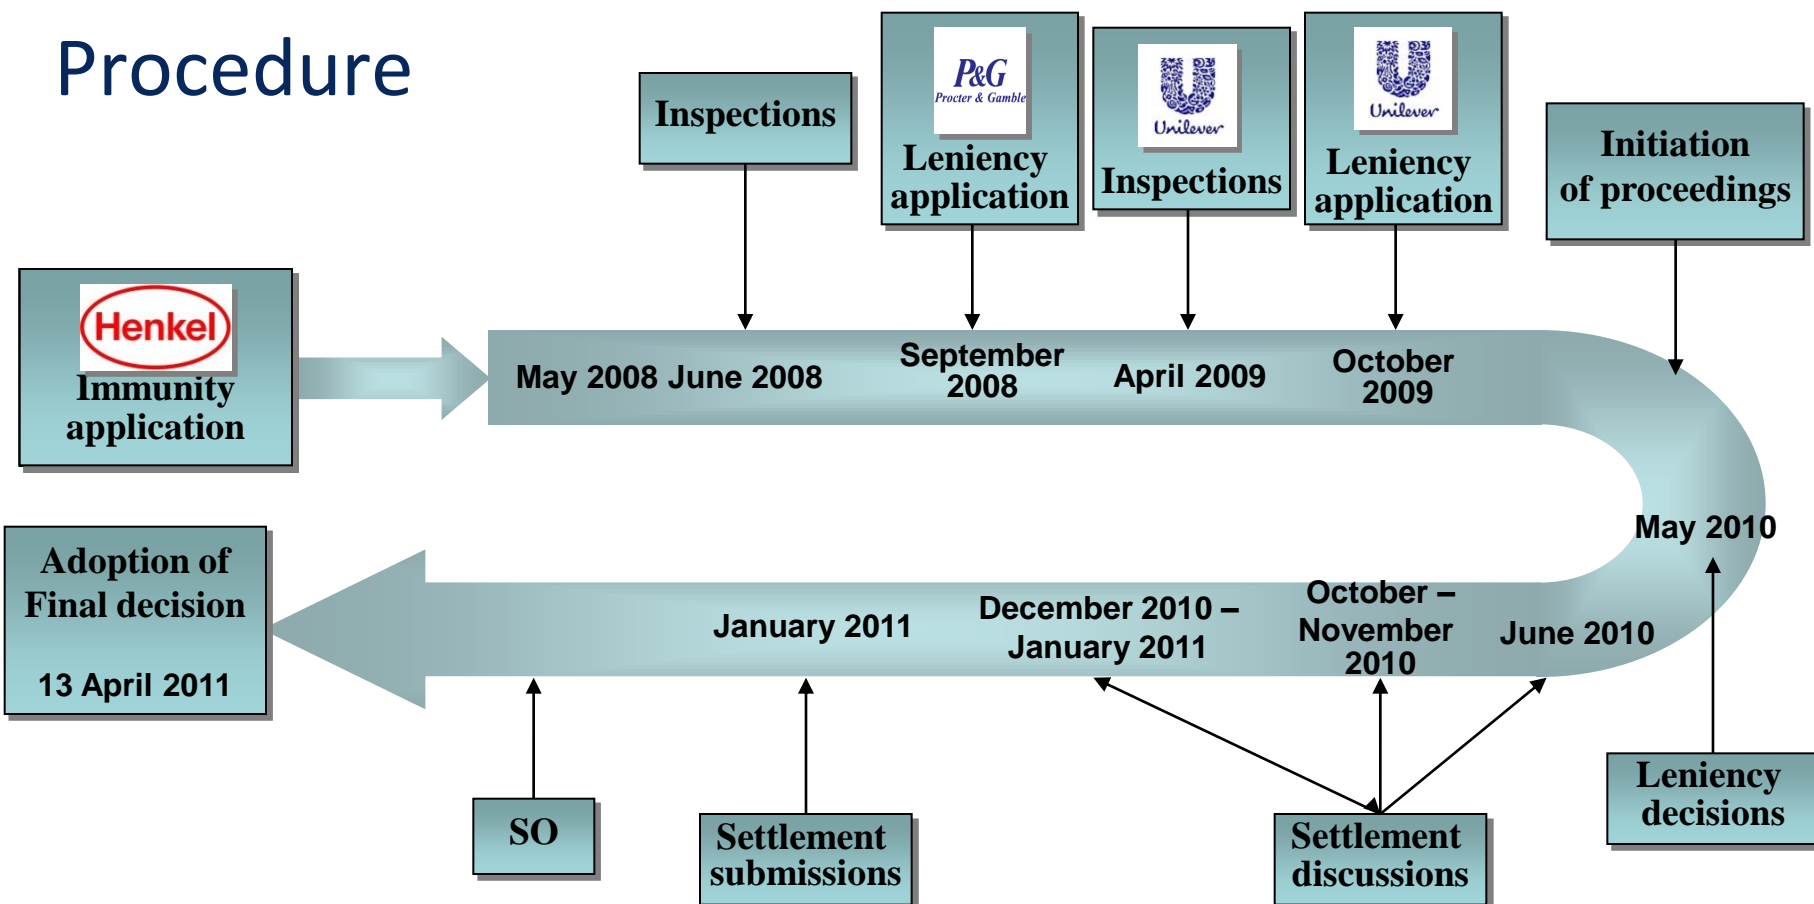 Procedure
Inspections
P&G
Procter & Gamble
Leniency
application
Unilever
Inspections
Unilever
Leniency
application
Initiation
of proceedings
Henkel
Immunity
application
May 2008 June 2008
September
2008
April 2009
October
2009
May 2010
Adoption of
Final decision
13 April 2011
January 2011
December 2010 –
January 2011
October –
November
2010
June 2010
SO
Settlement
submissions
Settlement
discussions
Leniency
decisions